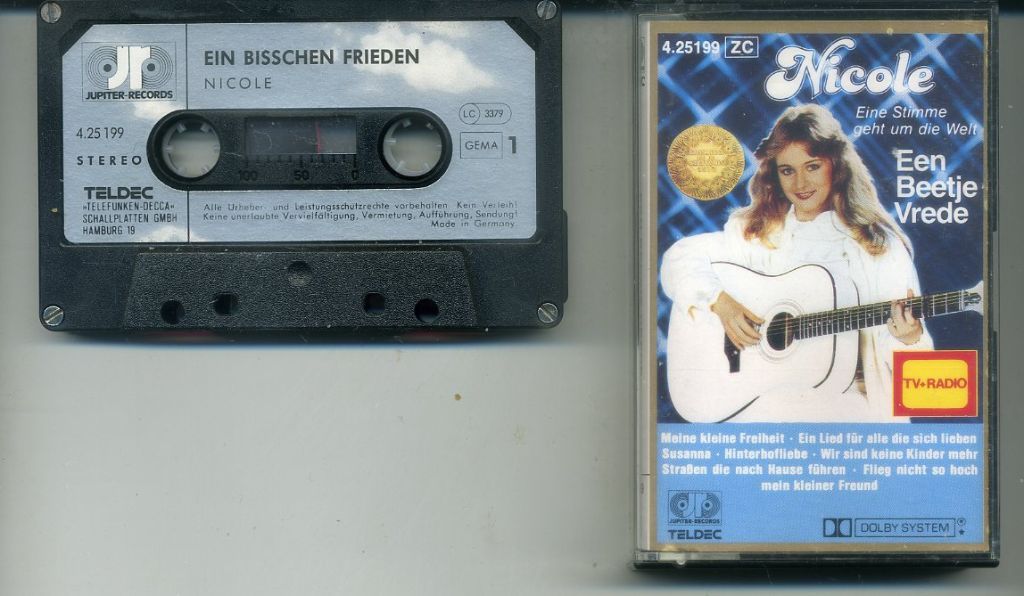 JUPITER-RECORDS
EIN BISSCHEN FRIEDEN
NICOLE
4.25 199
STEREO
LC 3379
GEMA 1
100 50 0
TELDEC
»TELEFUNKEN-DECCA«
SCHALLPLATTEN GMBH
HAMBURG 19
Alle Urheber- und Leistungsschutzrechte vorbehalten Kein Verleih!
Keine unerlaubte Vervielfältigung, Vermietung, Aufführung, Sendung!
Made in Germany.
4.25199 ZC
Nicole
Eine Stimme
geht um die Welt
Een
Beetje
Vrede
TV+RADIO
Meine kleine Freiheit · Ein Lied für alle die sich lieben
Susanna · Hinterhofliebe · Wir sind keine Kinder mehr
Straßen die nach Hause führen · Flieg nicht so hoch
mein kleiner Freund
JUPITER-RECORDS
TELDEC
DOLBY SYSTEM